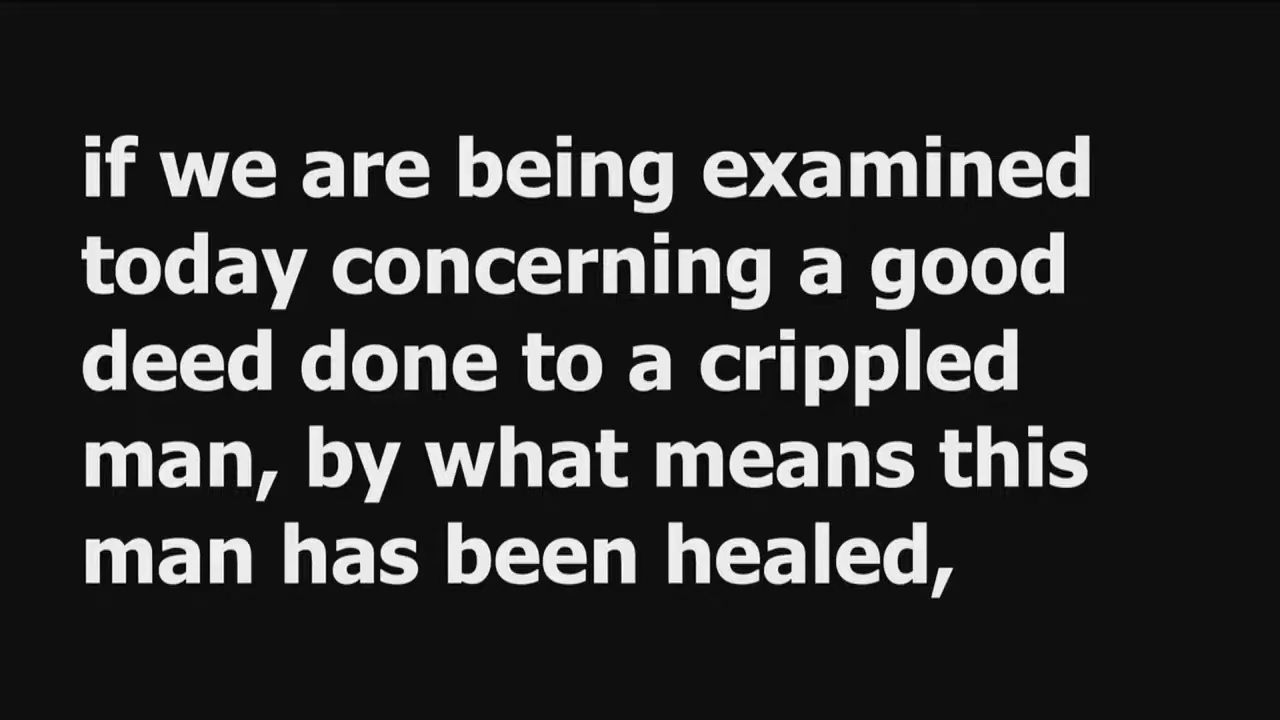 if we are being examined
today concerning a good
deed done to a crippled
man, by what means this
man has been healed,